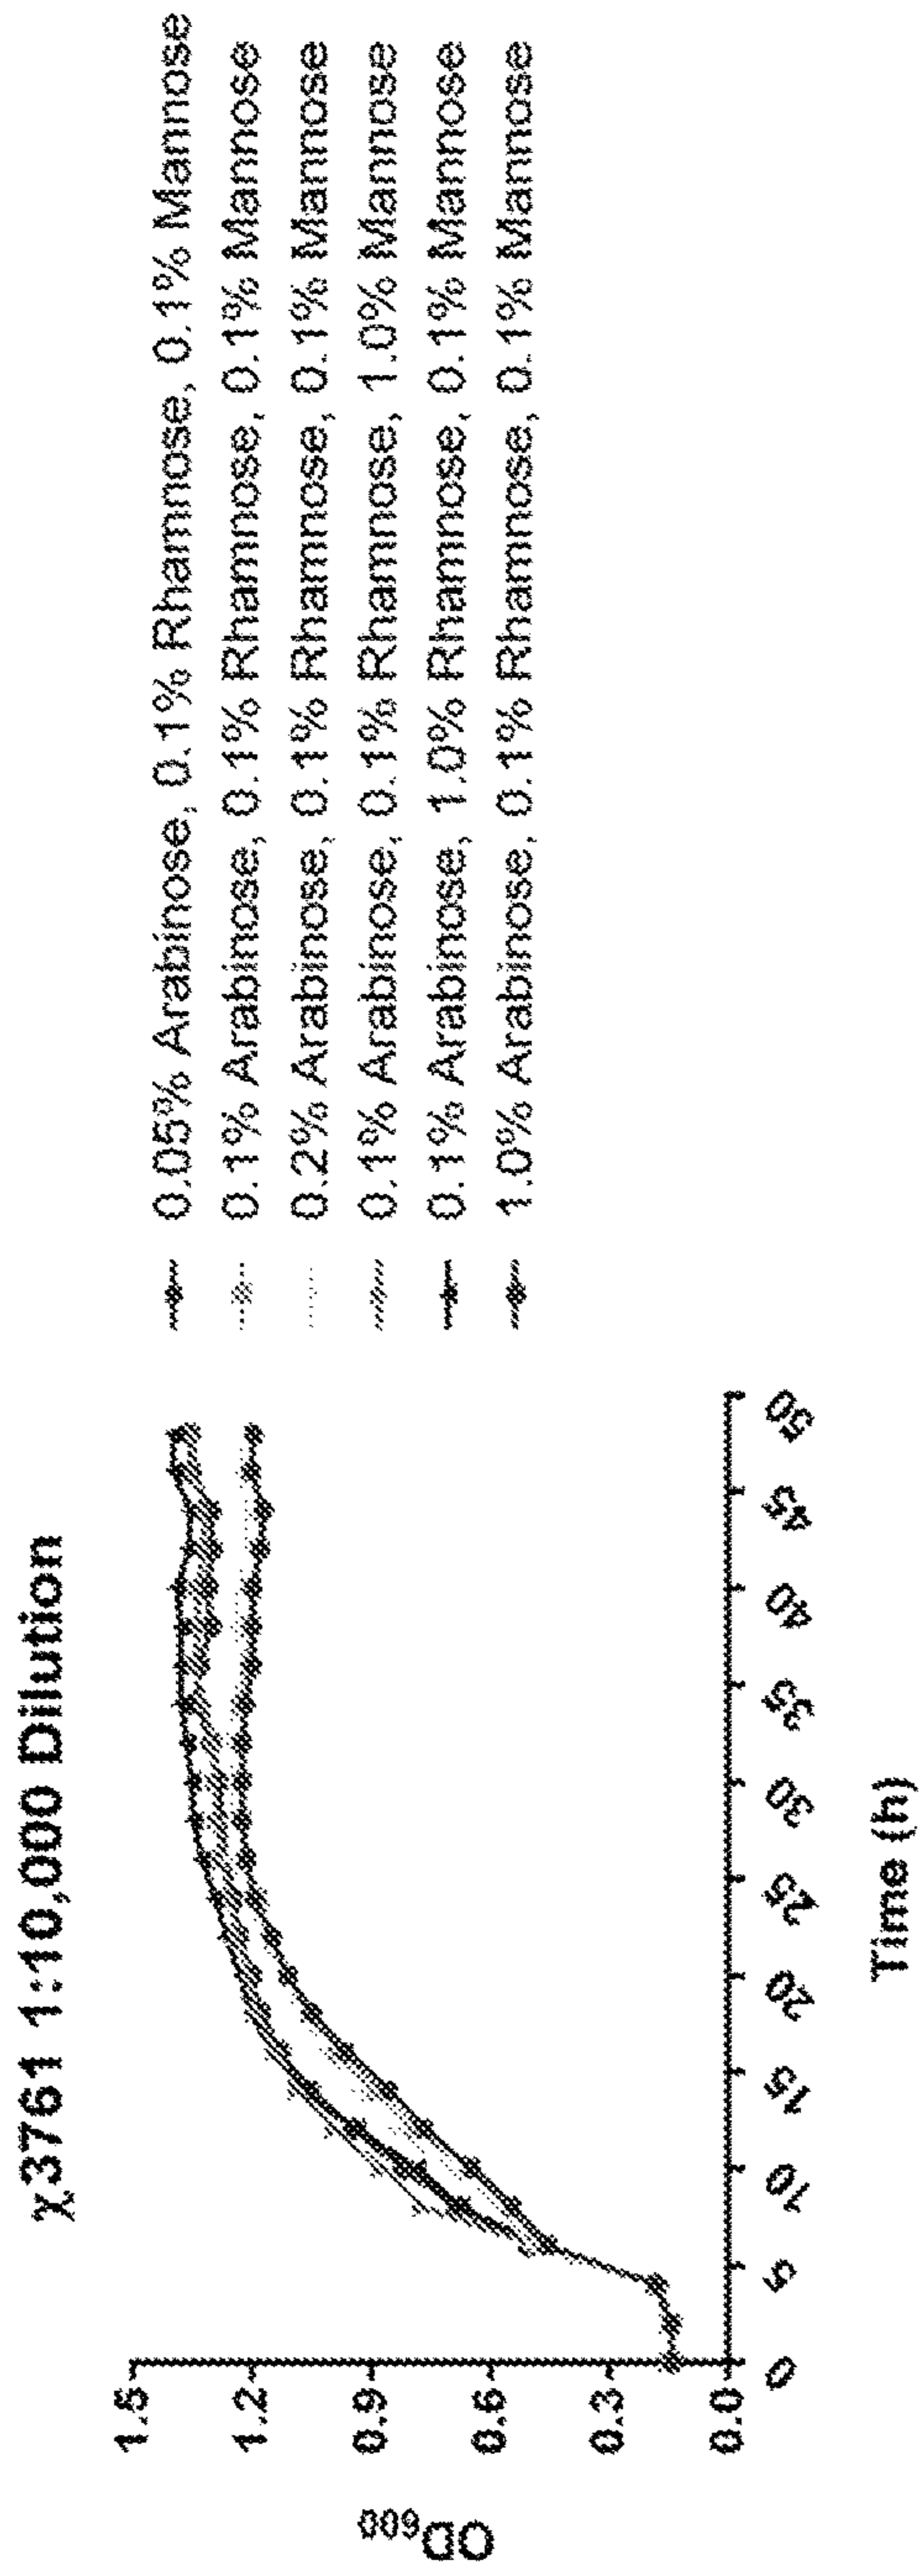 χ3761 1:10,000 Dilution
OD600
1.5
1.2
0.9
0.6
0.3
0.0
0
5
10
15
20
25
30
35
40
45
50
Time (h)
0.05% Arabinose, 0.1% Rhamnose, 0.1% Mannose
0.1% Arabinose, 0.1% Rhamnose, 0.1% Mannose
0.2% Arabinose, 0.1% Rhamnose, 0.1% Mannose
0.1% Arabinose, 0.1% Rhamnose, 1.0% Mannose
0.1% Arabinose, 1.0% Rhamnose, 0.1% Mannose
1.0% Arabinose, 0.1% Rhamnose, 0.1% Mannose